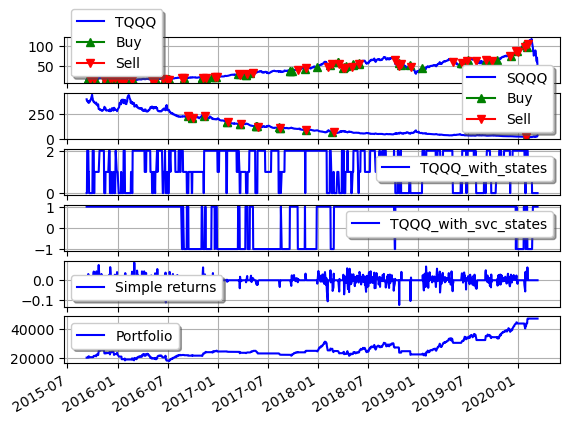 TQQQ
Buy
Sell
100
50
SQQQ
Buy
Sell
250
0
2
0
TQQQ_with_states
1
0
−1
TQQQ_with_svc_states
0.0
−0.1
Simple returns
40000
20000
Portfolio
2015-07
2016-01
2016-07
2017-01
2017-07
2018-01
2018-07
2019-01
2019-07
2020-01